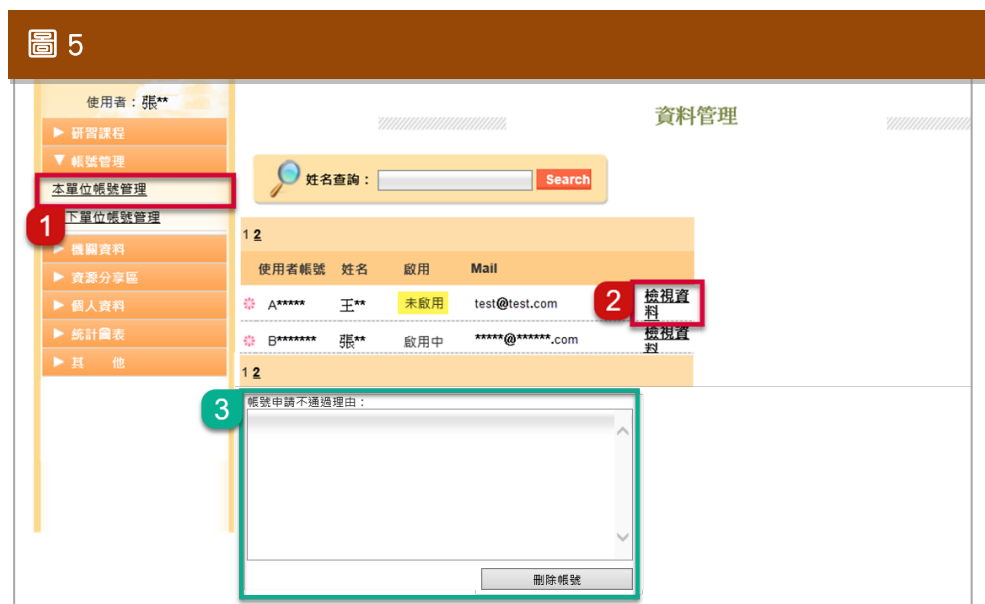 圖 5
使用者：張**
▶ 研習課程
▼ 帳號管理
本單位帳號管理
1
下單位帳號管理
▶ 機關資料
▶ 資源分享區
▶ 個人資料
▶ 統計圖表
▶ 其 他
資料管理
姓名查詢： Search
1 2
使用者帳號 姓名 啟用 Mail
A***** 王** 未啟用 test@test.com 2 檢視資
料
B******* 張** 啟用中 *****@******.com 檢視資
料
1 2
3
帳號申請不通過理由：
刪除帳號